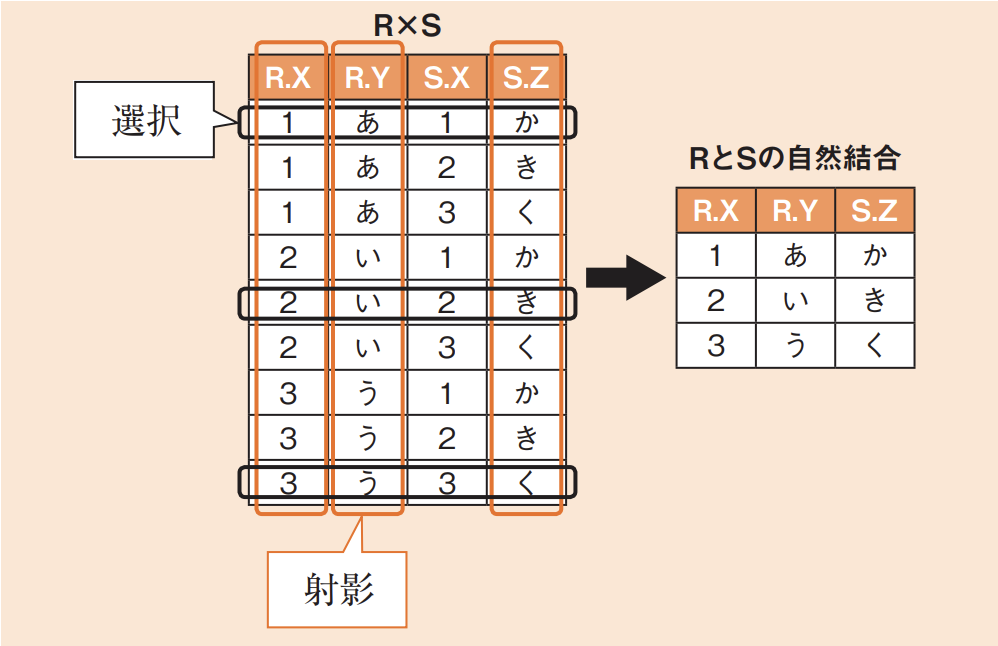 R×S
R.X R.Y S.X S.Z
選択
1 あ 1 か
1 あ 2 き
1 あ 3 く
2 い 1 か
2 い 2 き
2 い 3 く
3 う 1 か
3 う 2 き
3 う 3 く
射影
RとSの自然結合
R.X R.Y S.Z
1 あ か
2 い き
3 う く